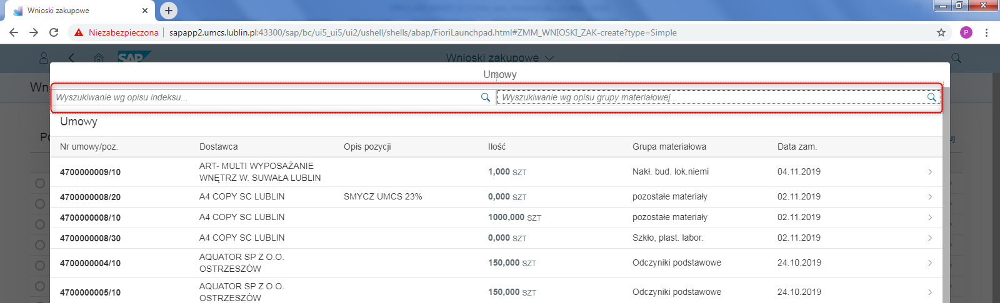 Wnioski zakupowe
Niezabezpieczona | sapapp2.umcs.lublin.pl:43300/sap/bc/ui5_ui5/ui2/ushell/shells/abap/FioriLaunchpad.html#ZMM_WNIOSKI_ZAK-create?type=Simple
P
SAP
Wnioski zakupowe
Umowy
Wn
Wyszukiwanie wg opisu indeksu... Wyszukiwanie wg opisu grupy materiałowej...
Umowy
Nr umowy/poz. Dostawca Opis pozycji Ilość Grupa materiałowa Data zam.
4700000009/10 ART- MULTI WYPOSAŻANIE WNĘTRZ W. SUWAŁA LUBLIN 1,000 SZT Nakł. bud. lok.niemi 04.11.2019
4700000008/20 A4 COPY SC LUBLIN SMYCZ UMCS 23% 0,000 SZT pozostałe materiały 02.11.2019
4700000008/10 A4 COPY SC LUBLIN 1000,000 SZT pozostałe materiały 02.11.2019
4700000008/30 A4 COPY SC LUBLIN 0,000 SZT Szkło, plast. labor. 02.11.2019
4700000004/10 AQUATOR SP Z O.O. OSTRZESZÓW 150,000 SZT Odczyniki podstawowe 24.10.2019
4700000005/10 AQUATOR SP Z O.O. OSTRZESZÓW 150,000 SZT Odczyniki podstawowe 24.10.2019